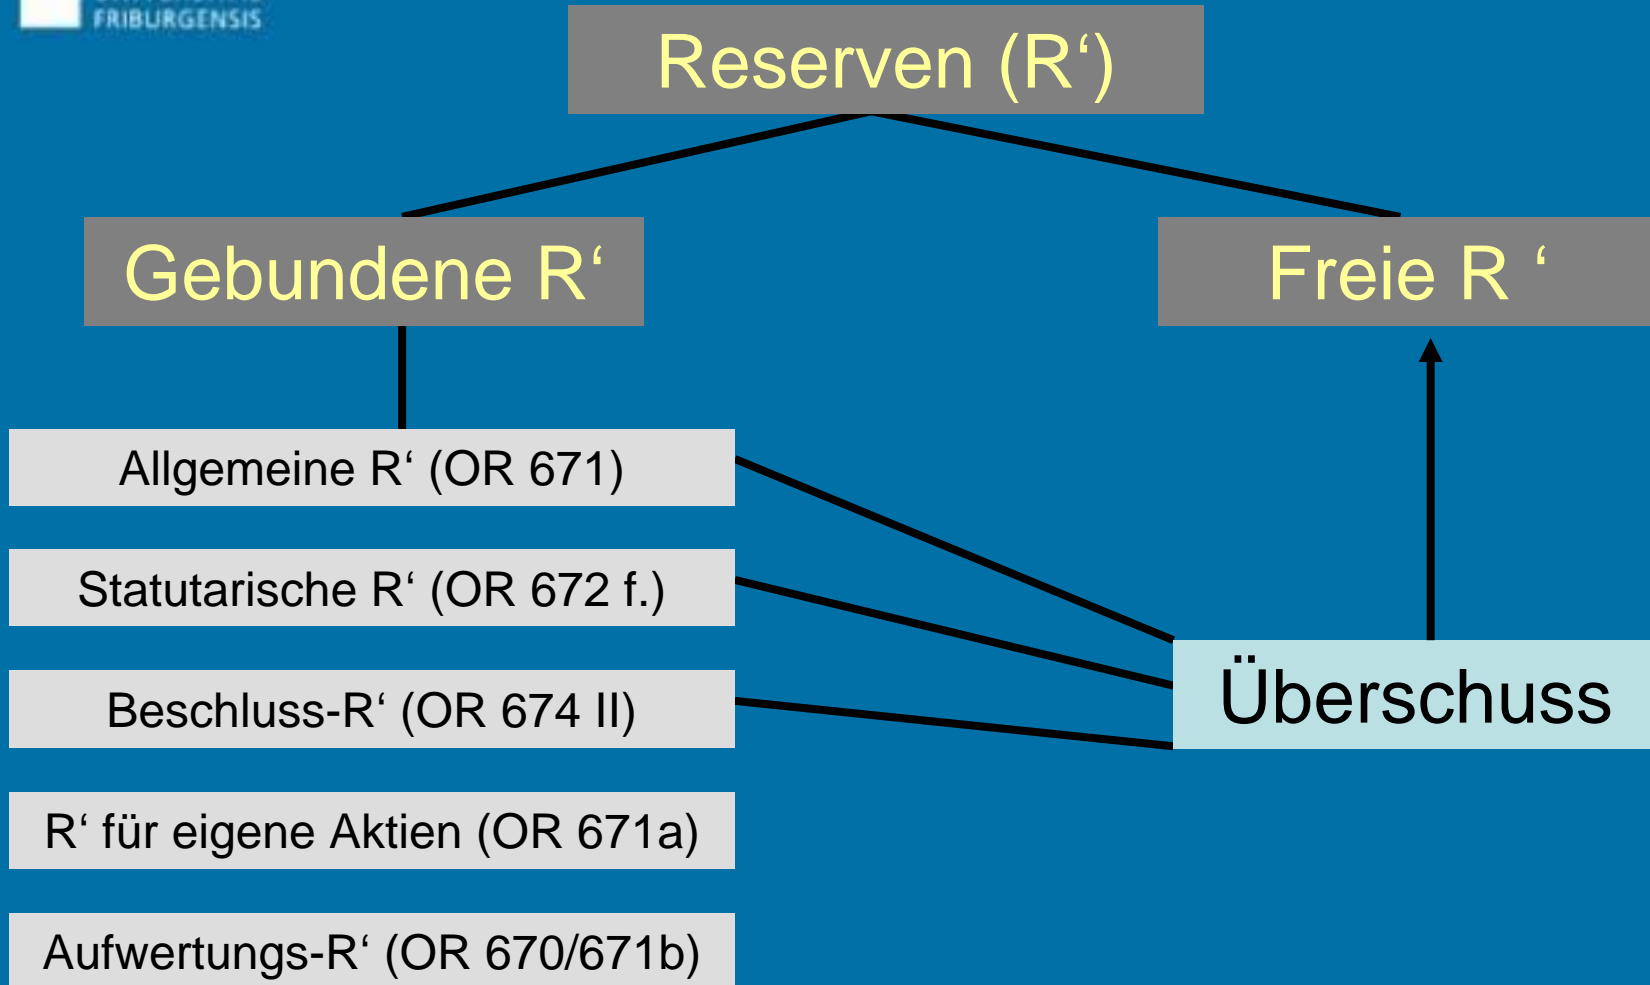 FRIBURGENSIS
Reserven (R‘)
Gebundene R‘
Freie R ‘
Allgemeine R‘ (OR 671)
Statutarische R‘ (OR 672 f.)
Beschluss-R‘ (OR 674 II)
Überschuss
R‘ für eigene Aktien (OR 671a)
Aufwertungs-R‘ (OR 670/671b)